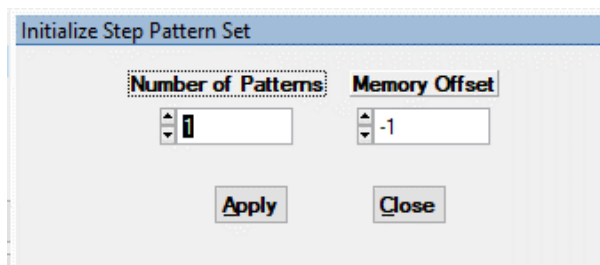 Initialize Step Pattern Set
Number of Patterns Memory Offset
1 -1
Apply Close